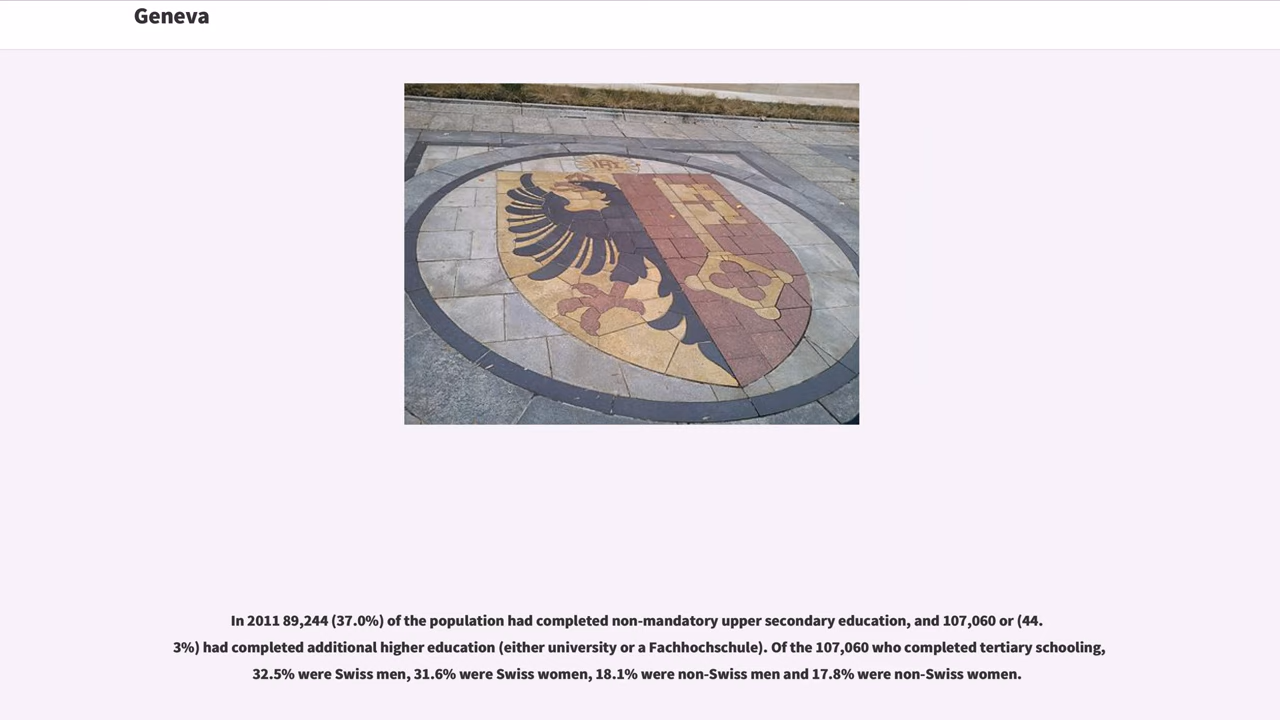 Geneva
In 2011 89,244 (37.0%) of the population had completed non-mandatory upper secondary education, and 107,060 or (44.
3%) had completed additional higher education (either university or a Fachhochschule). Of the 107,060 who completed tertiary schooling,
32.5% were Swiss men, 31.6% were Swiss women, 18.1% were non-Swiss men and 17.8% were non-Swiss women.